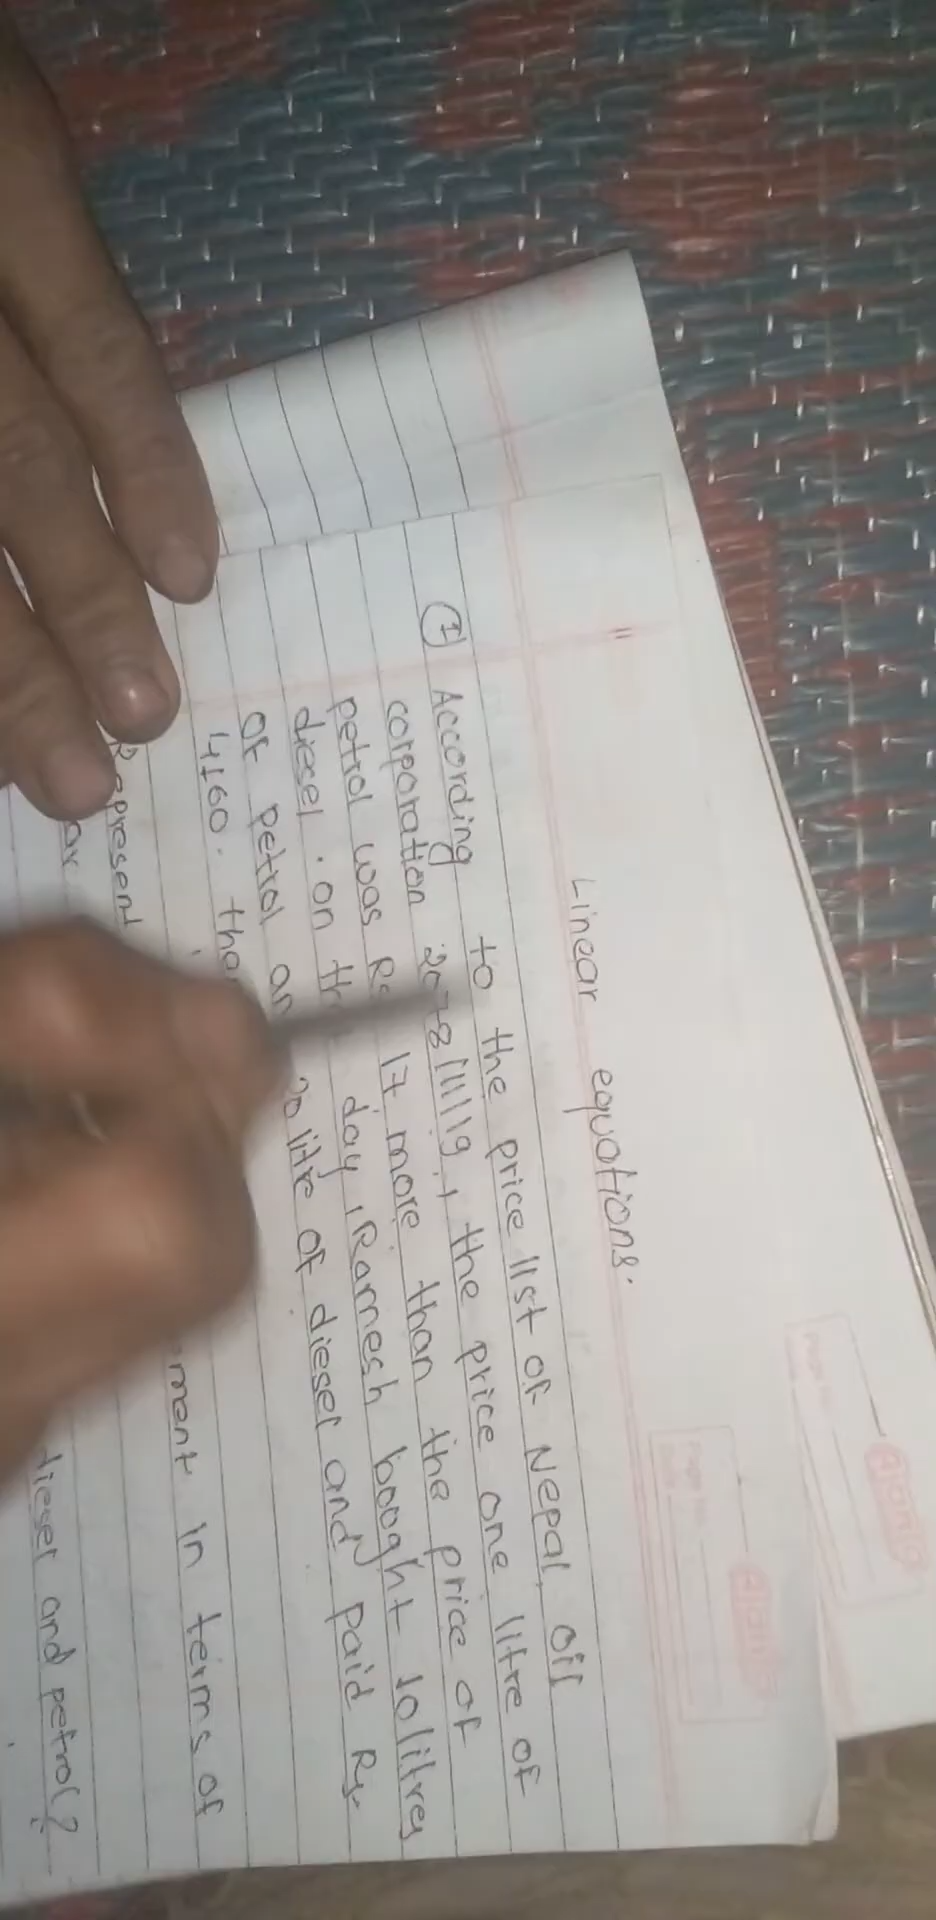 Linear equations.
① According to the price list of Nepal oil
corporation 2078/11/19, the price one litre of
petrol was Rs 17 more than the price of
diesel. on the day, Ramesh bought 10 litres
of petrol an 20 litre of diesel and paid Rs.
4160.
Represent ment in terms of
diesel and petrol?